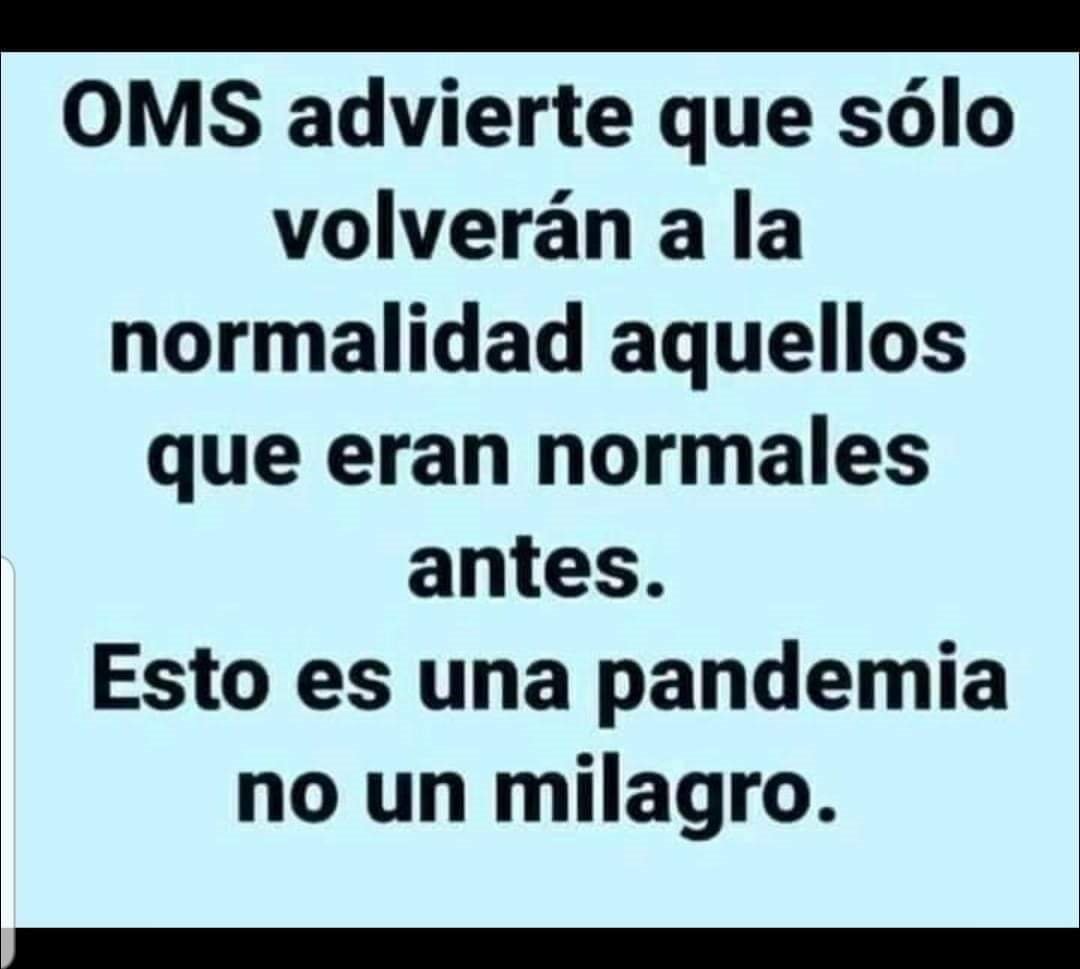 OMS advierte que sólo
volverán a la
normalidad aquellos
que eran normales
antes.
Esto es una pandemia
no un milagro.